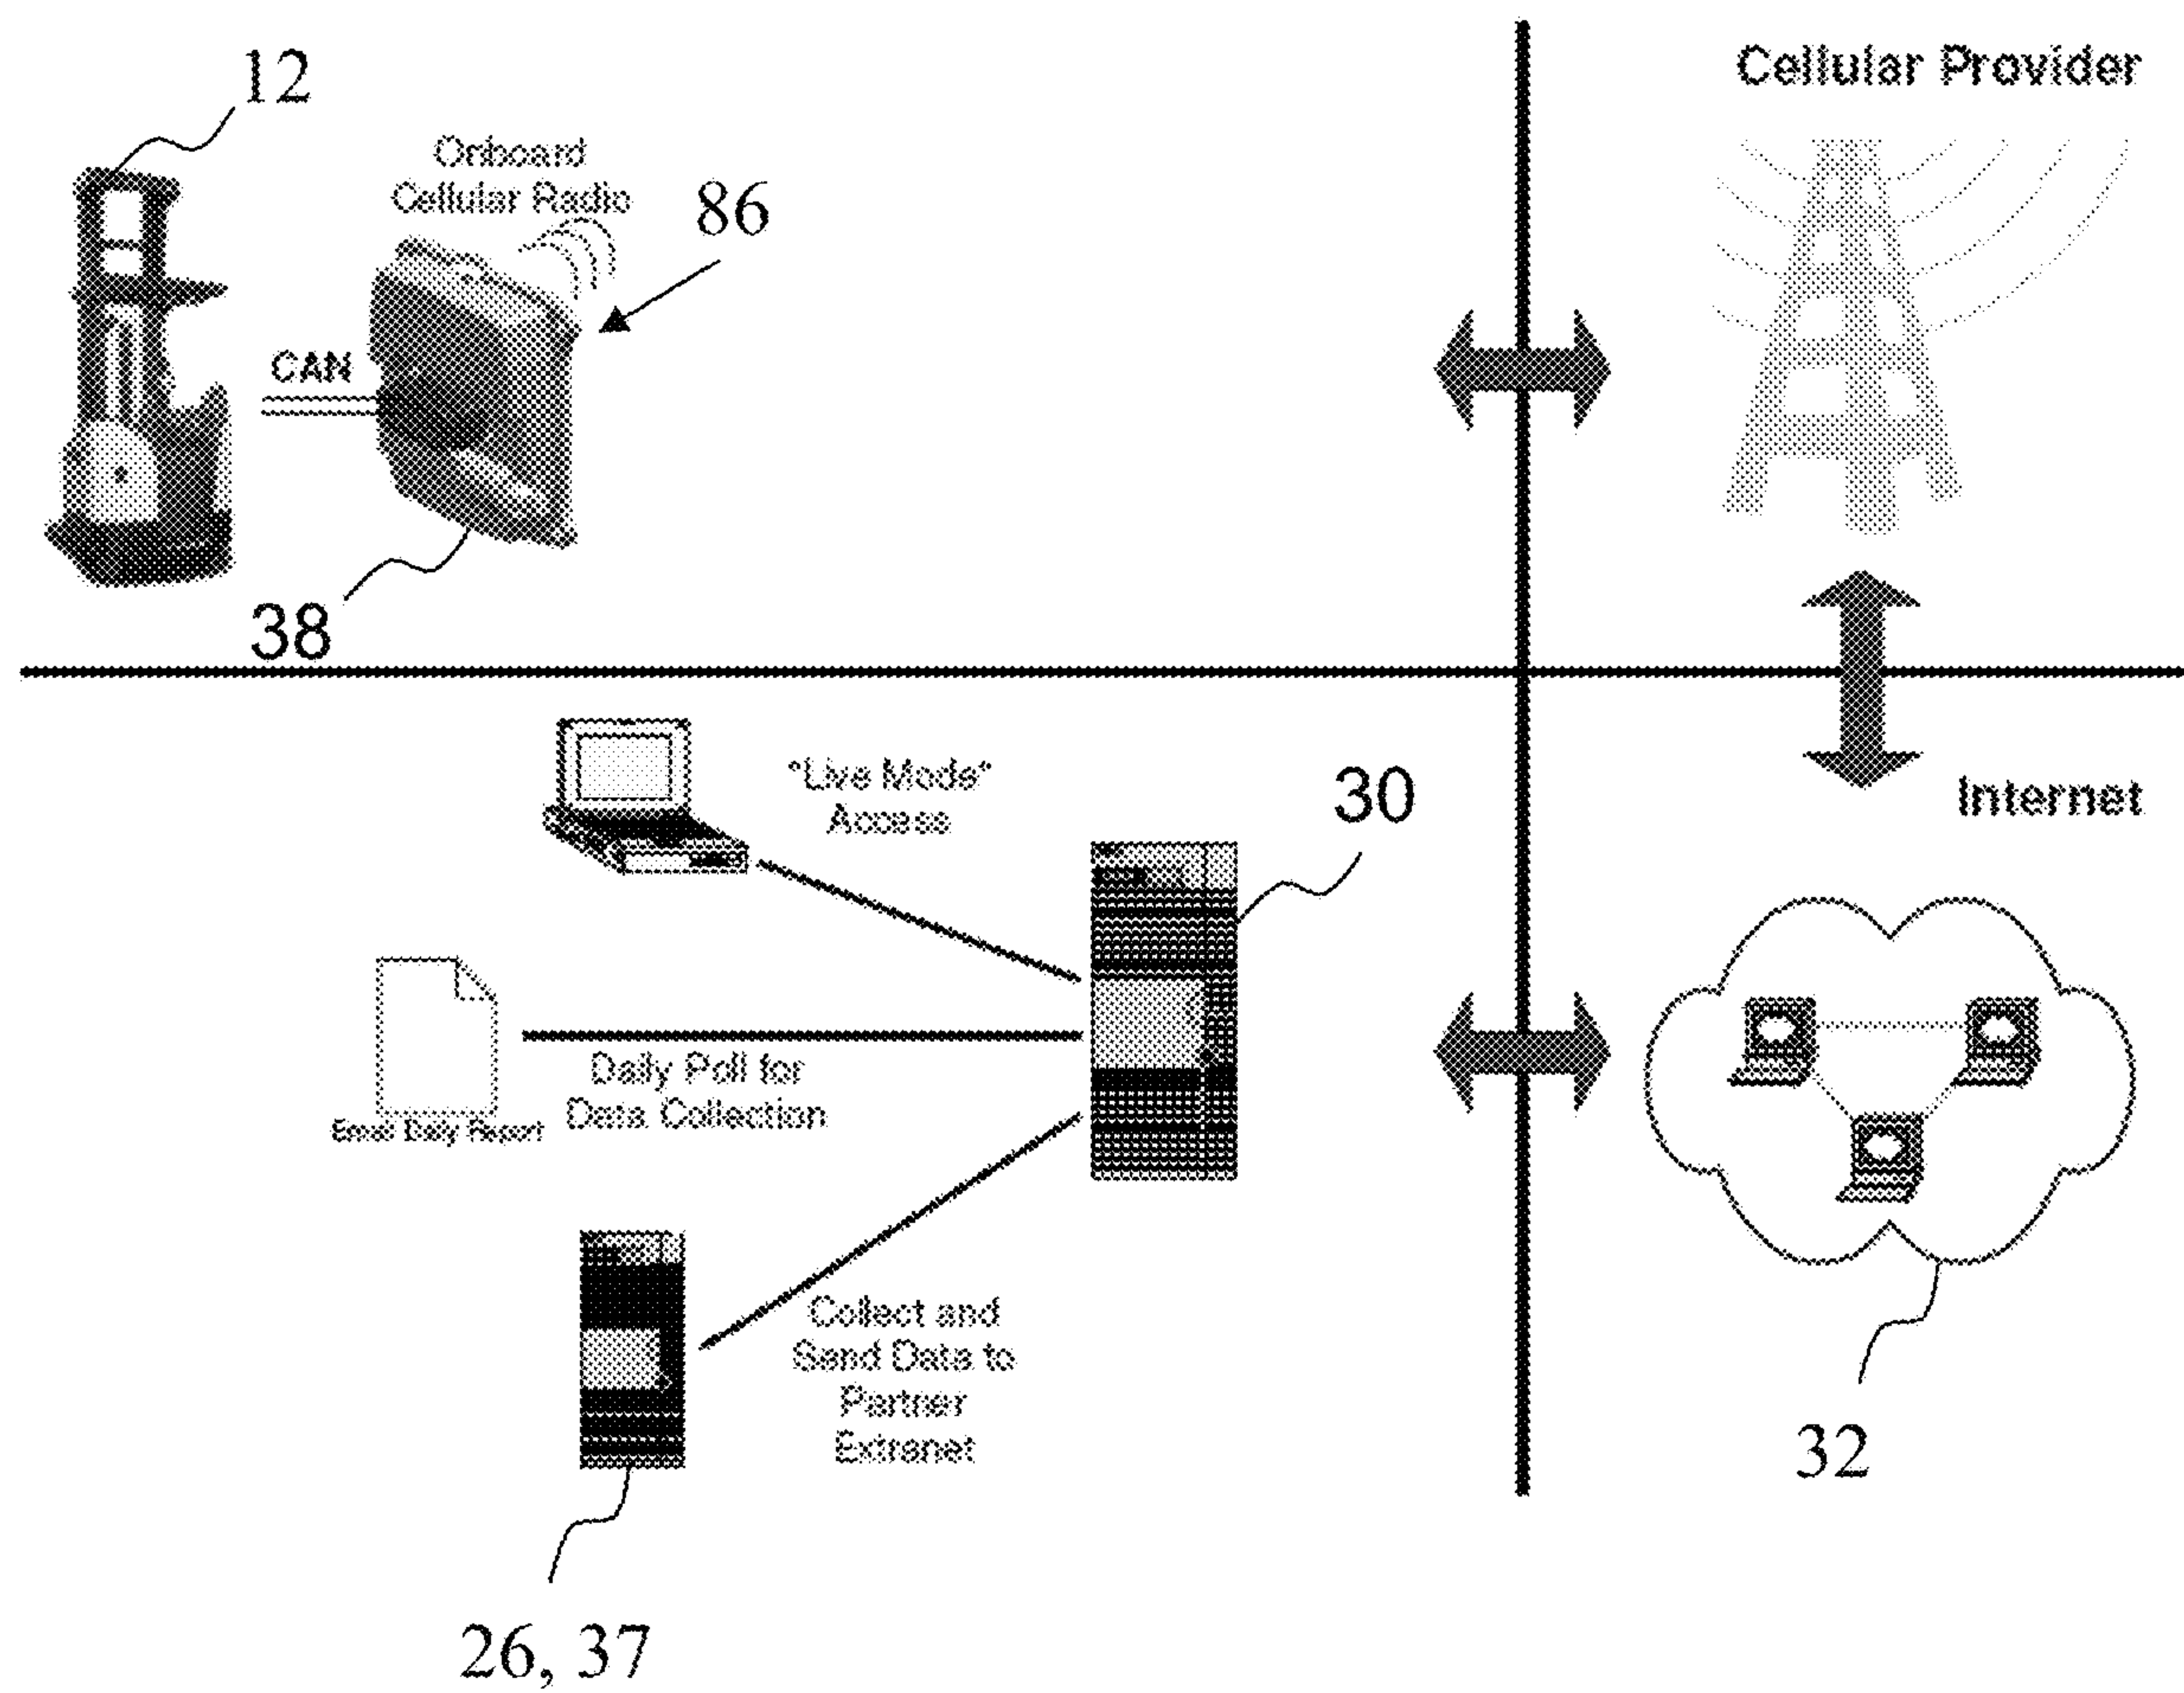 12
Cellular Provider
Onboard
Cellular Radio
86
CAN
38
"Live Mode"
Access
30
Internet
Daily Poll for
Data Collection
Email Daily Report
Collect and
Send Data to
Partner
Extranet
32
26, 37